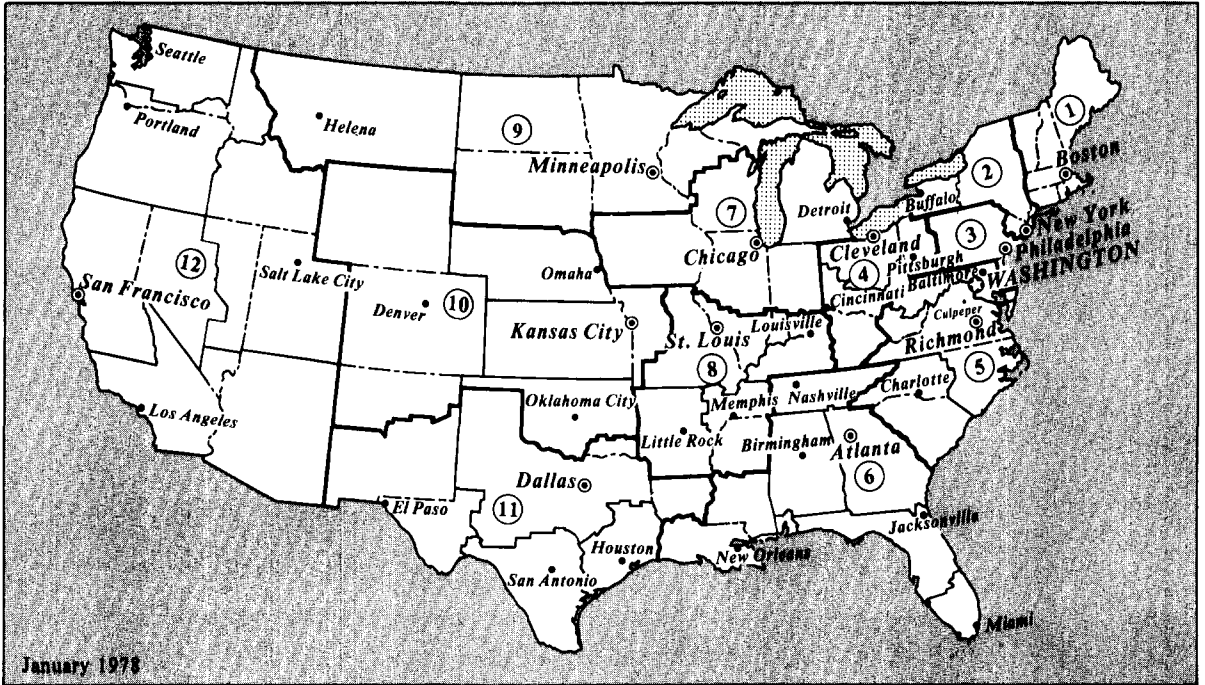 Seattle
Portland
Helena
9
Minneapolis
1
Boston
2
Buffalo
7
Detroit
Chicago
New York
Philadelphia
3
Cleveland
Pittsburgh
4
Baltimore
WASHINGTON
Cincinnati
12
Salt Lake City
San Francisco
Omaha
Denver
10
Kansas City
St. Louis
Louisville
Culpeper
Richmond
8
5
Charlotte
Los Angeles
Oklahoma City
Memphis
Nashville
Little Rock
Birmingham
Atlanta
6
Dallas
El Paso
11
Jacksonville
Houston
New Orleans
San Antonio
Miami
January 1978